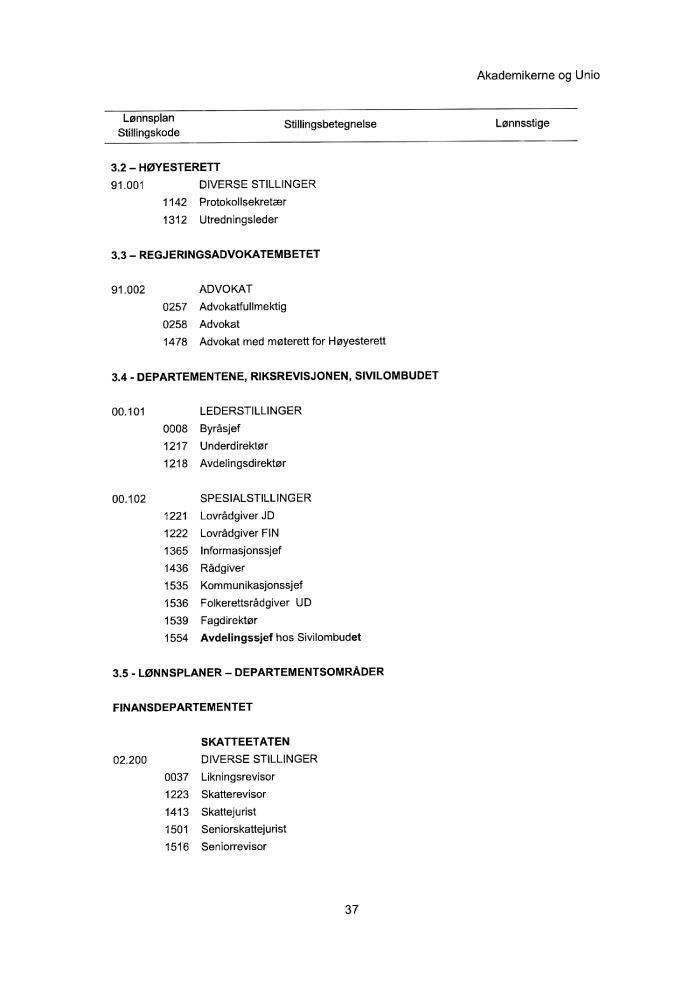 Akademikerne og Unio
Lønnsplan
Stillingskode
Stillingsbetegnelse
Lønnsstige
3.2 – HØYESTERETT
91.001 DIVERSE STILLINGER
1142 Protokollsekretær
1312 Utredningsleder
3.3 – REGJERINGSADVOKATEMBETET
91.002 ADVOKAT
0257 Advokatfullmektig
0258 Advokat
1478 Advokat med møterett for Høyesterett
3.4 - DEPARTEMENTENE, RIKSREVISJONEN, SIVILOMBUDET
00.101 LEDERSTILLINGER
0008 Byråsjef
1217 Underdirektør
1218 Avdelingsdirektør
00.102 SPESIALSTILLINGER
1221 Lovrådgiver JD
1222 Lovrådgiver FIN
1365 Informasjonssjef
1436 Rådgiver
1535 Kommunikasjonssjef
1536 Folkerettsrådgiver UD
1539 Fagdirektør
1554 Avdelingssjef hos Sivilombudet
3.5 - LØNNSPLANER – DEPARTEMENTSOMRÅDER
FINANSDEPARTEMENTET
SKATTEETATEN
02.200 DIVERSE STILLINGER
0037 Likningsrevisor
1223 Skatterevisor
1413 Skattejurist
1501 Seniorskattejurist
1516 Seniorrevisor
37